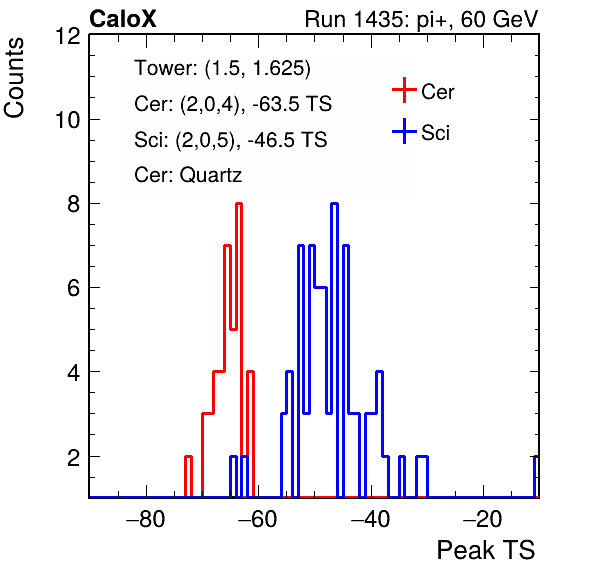 CaloX Run 1435: pi+, 60 GeV
Counts
12
10
8
6
4
2
Tower: (1.5, 1.625)
Cer: (2,0,4), -63.5 TS
Sci: (2,0,5), -46.5 TS
Cer: Quartz
Cer
Sci
−80 −60 −40 −20
Peak TS